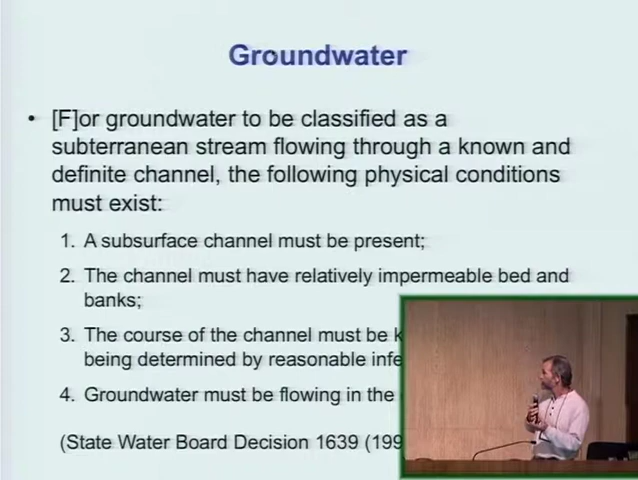 Groundwater
• [F]or groundwater to be classified as a
subterranean stream flowing through a known and
definite channel, the following physical conditions
must exist:
1. A subsurface channel must be present;
2. The channel must have relatively impermeable bed and
banks;
3. The course of the channel must be
being determined by reasonable
4. Groundwater must be flowing in the
(State Water Board Decision 1639